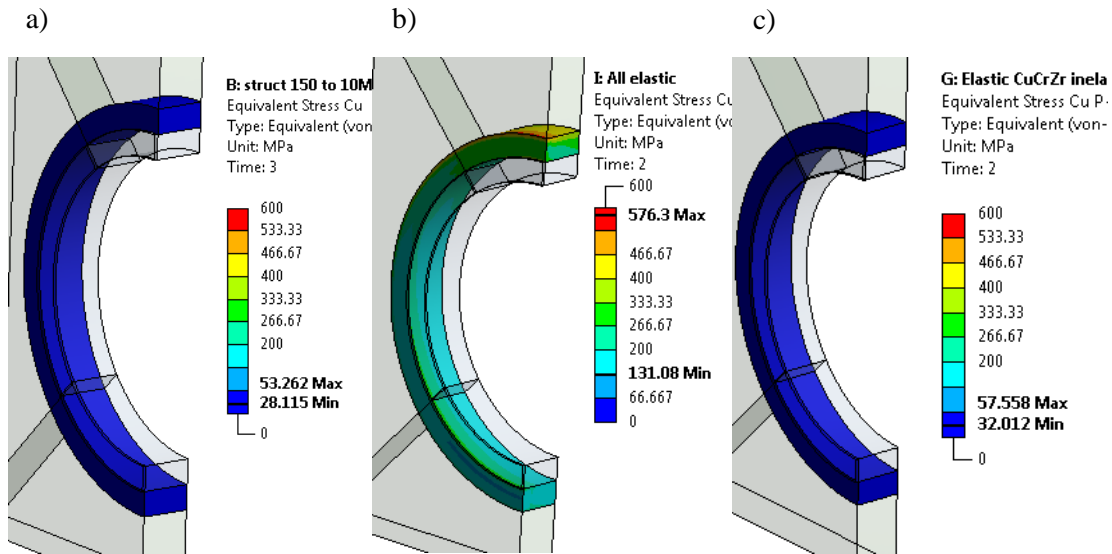 a)
b)
c)
B: struct 150 to 10M
Equivalent Stress Cu
Type: Equivalent (von
Unit: MPa
Time: 3
600
533.33
466.67
400
333.33
266.67
200
53.262 Max
28.115 Min
0
I: All elastic
Equivalent Stress Cu
Type: Equivalent (vo
Unit: MPa
Time: 2
600
576.3 Max
466.67
400
333.33
266.67
200
131.08 Min
66.667
0
G: Elastic CuCrZr inela
Equivalent Stress Cu P-
Type: Equivalent (von-
Unit: MPa
Time: 2
600
533.33
466.67
400
333.33
266.67
200
57.558 Max
32.012 Min
0